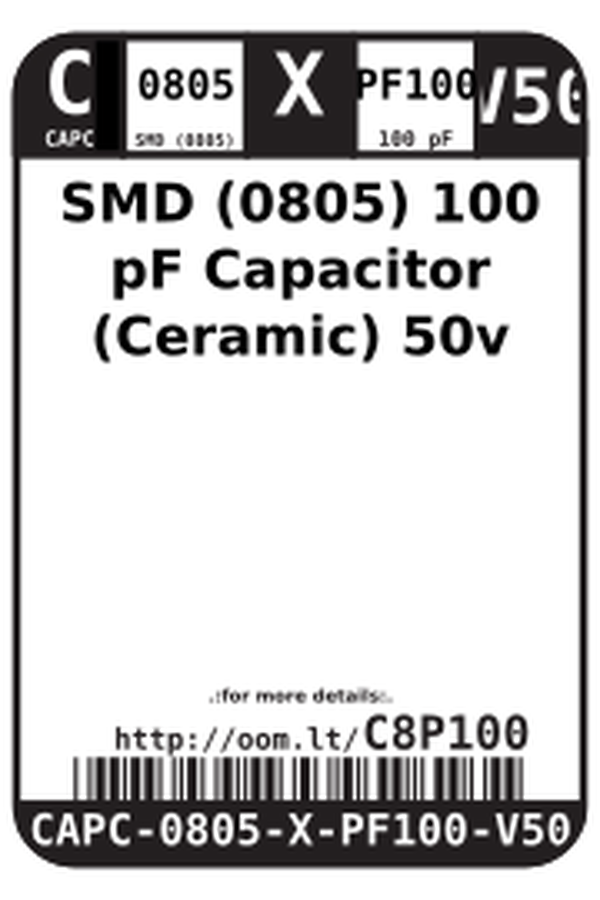 C 0805 X PF100 V50
CAPC SMD (0805) 100 pF
SMD (0805) 100
pF Capacitor
(Ceramic) 50v
.:for more details:.
http://oom.lt/C8P100
CAPC-0805-X-PF100-V50